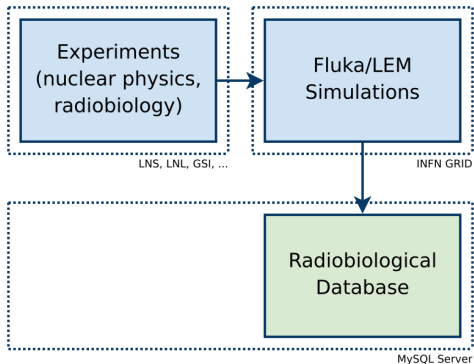 Experiments
(nuclear physics,
radiobiology)
Fluka/LEM
Simulations
LNS, LNL, GSI, ...
INFN GRID
Radiobiological
Database
MySQL Server